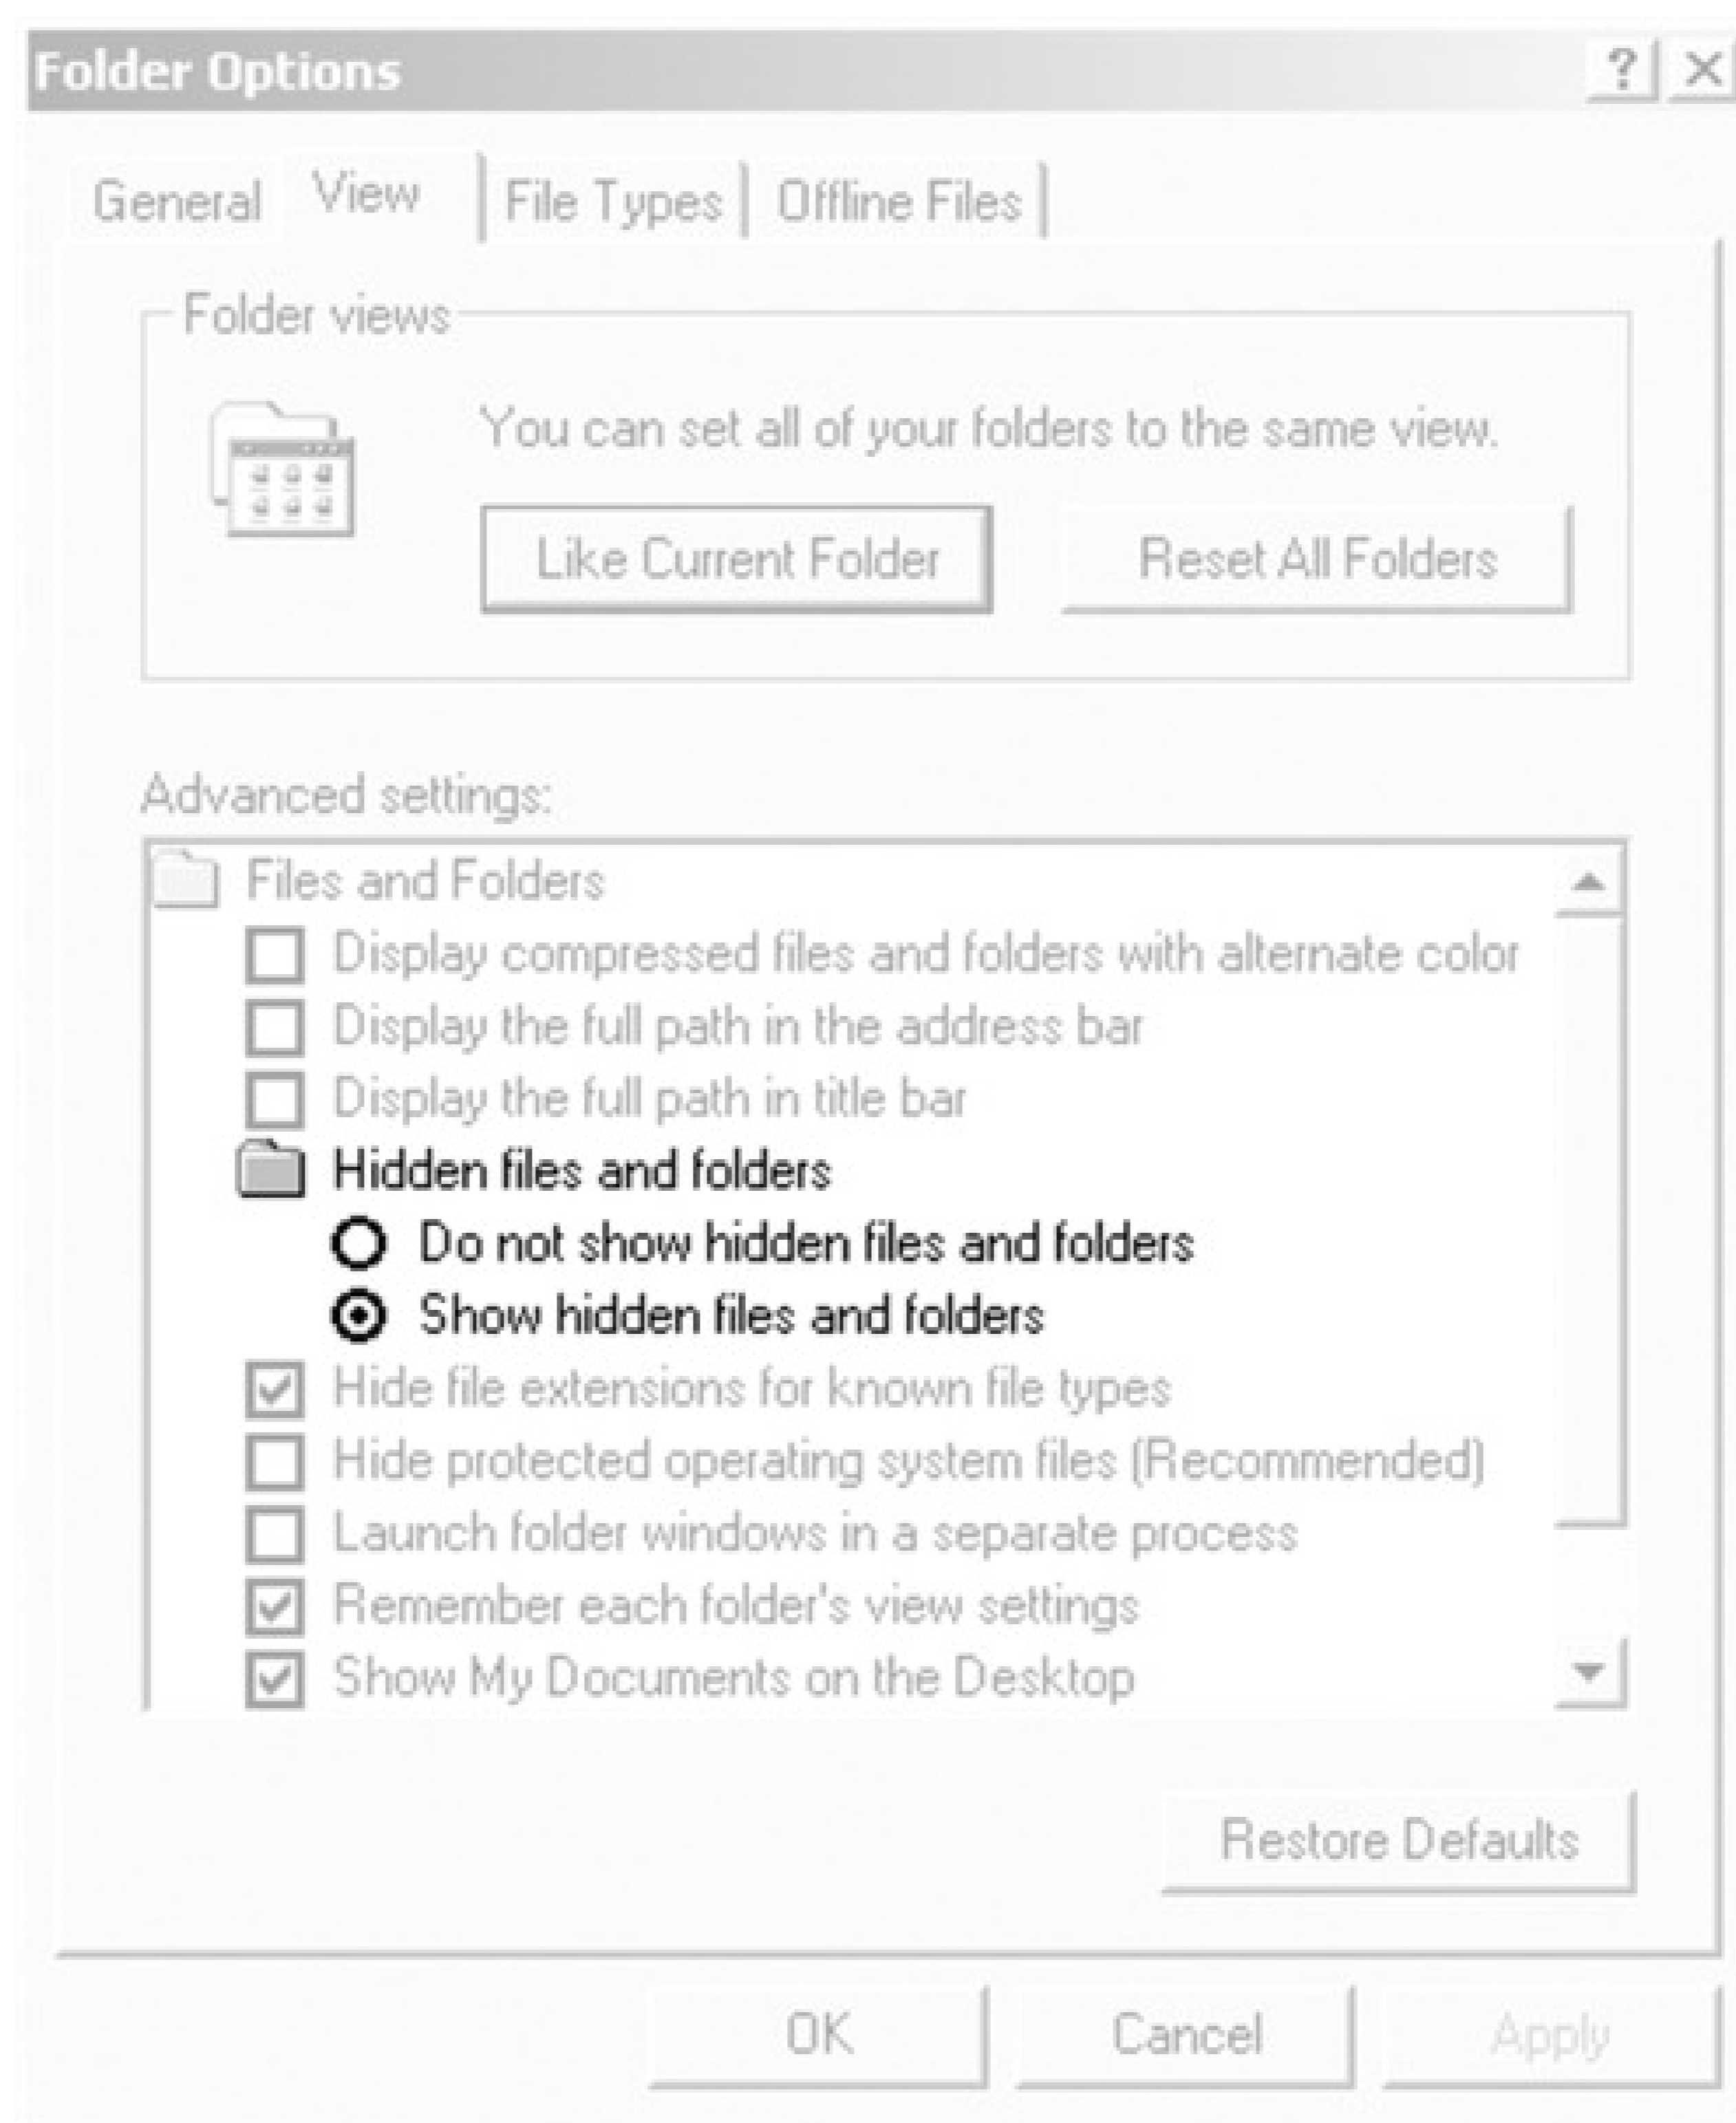 Folder Options
General View File Types Offline Files
Folder views
You can set all of your folders to the same view.
Like Current Folder Reset All Folders
Advanced settings:
Files and Folders
Display compressed files and folders with alternate color
Display the full path in the address bar
Display the full path in title bar
Hidden files and folders
Do not show hidden files and folders
Show hidden files and folders
Hide file extensions for known file types
Hide protected operating system files (Recommended)
Launch folder windows in a separate process
Remember each folder's view settings
Show My Documents on the Desktop
Restore Defaults
OK Cancel Apply